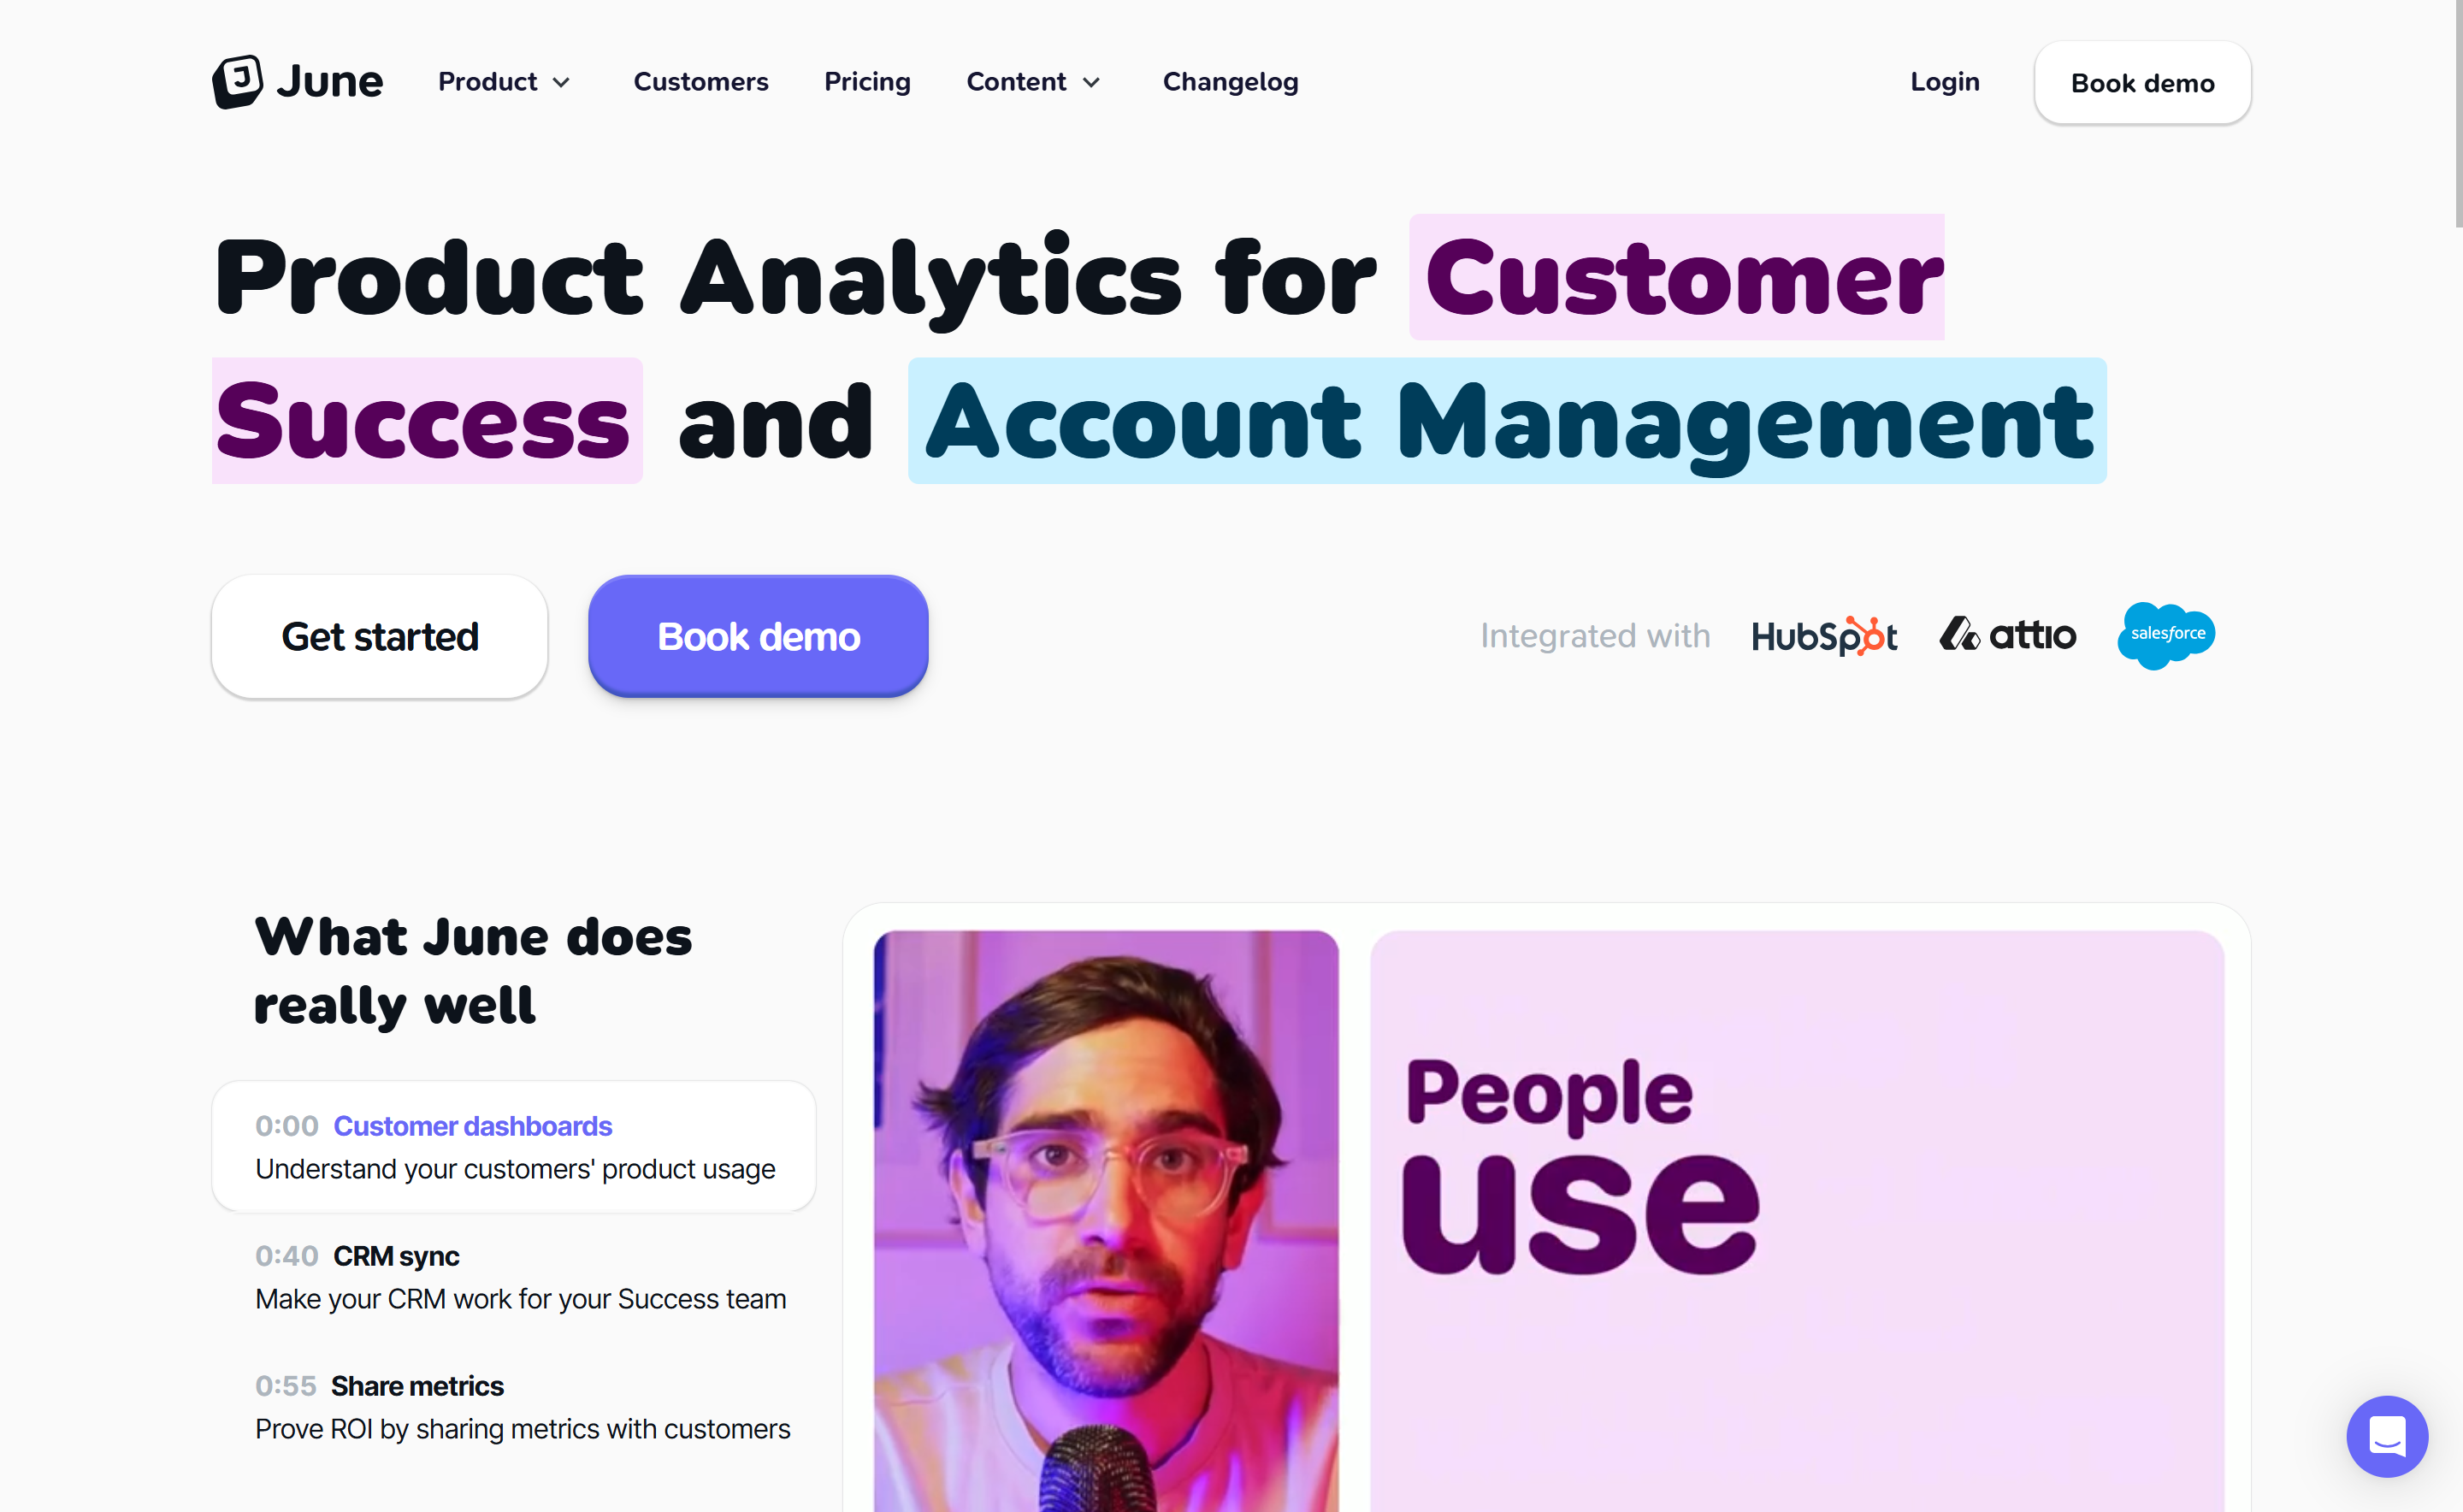 June
Product
Customers
Pricing
Content
Changelog
Login
Book demo
Product Analytics for Customer
Success and Account Management
Get started
Book demo
Integrated with
HubSpot
attio
salesforce
What June does
really well
0:00 Customer dashboards
Understand your customers' product usage
0:40 CRM sync
Make your CRM work for your Success team
0:55 Share metrics
Prove ROI by sharing metrics with customers
People
use